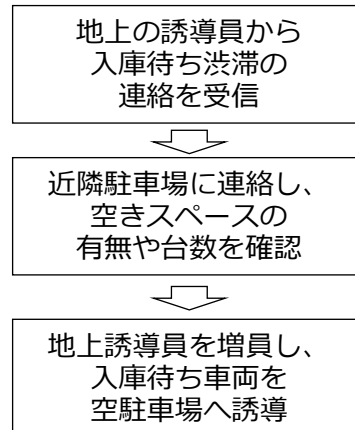 地上の誘導員から
入庫待ち渋滞の
連絡を受信
近隣駐車場に連絡し、
空きスペースの
有無や台数を確認
地上誘導員を増員し、
入庫待ち車両を
空駐車場へ誘導